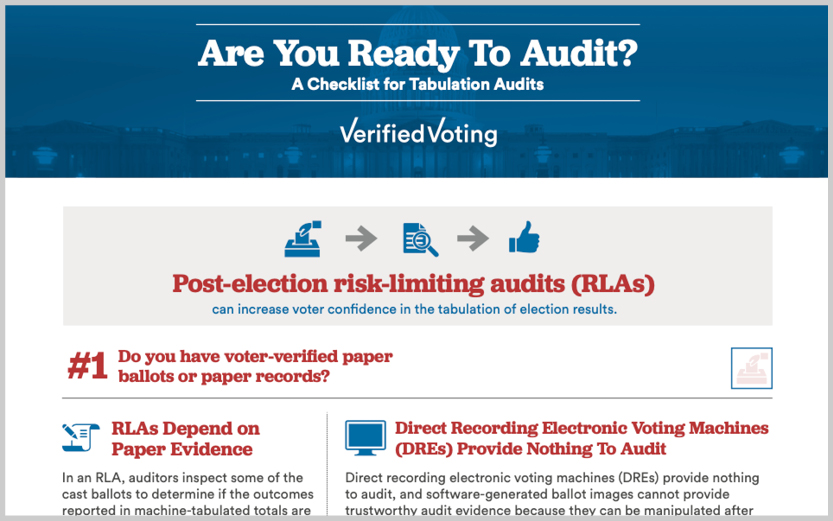 Are You Ready To Audit?
A Checklist for Tabulation Audits
VerifiedVoting
Post-election risk-limiting audits (RLAs)
can increase voter confidence in the tabulation of election results.
#1 Do you have voter-verified paper
ballots or paper records?
RLAs Depend on
Paper Evidence
In an RLA, auditors inspect some of the
cast ballots to determine if the outcomes
reported in machine-tabulated totals are
Direct Recording Electronic Voting Machines
(DREs) Provide Nothing To Audit
Direct recording electronic voting machines (DREs) provide nothing
to audit, and software-generated ballot images cannot provide
trustworthy audit evidence because they can be manipulated after